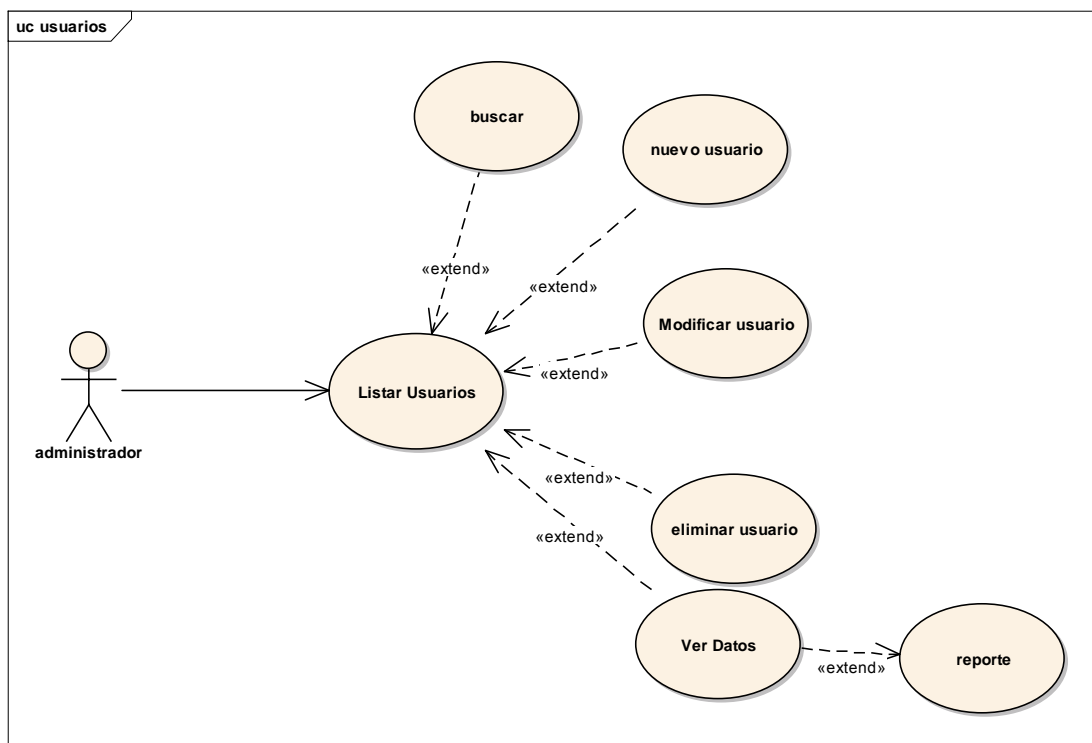 uc usuarios
buscar
nuevo usuario
«extend»
«extend»
Modificar usuario
«extend»
Listar Usuarios
administrador
«extend»
eliminar usuario
«extend»
Ver Datos
«extend»
reporte